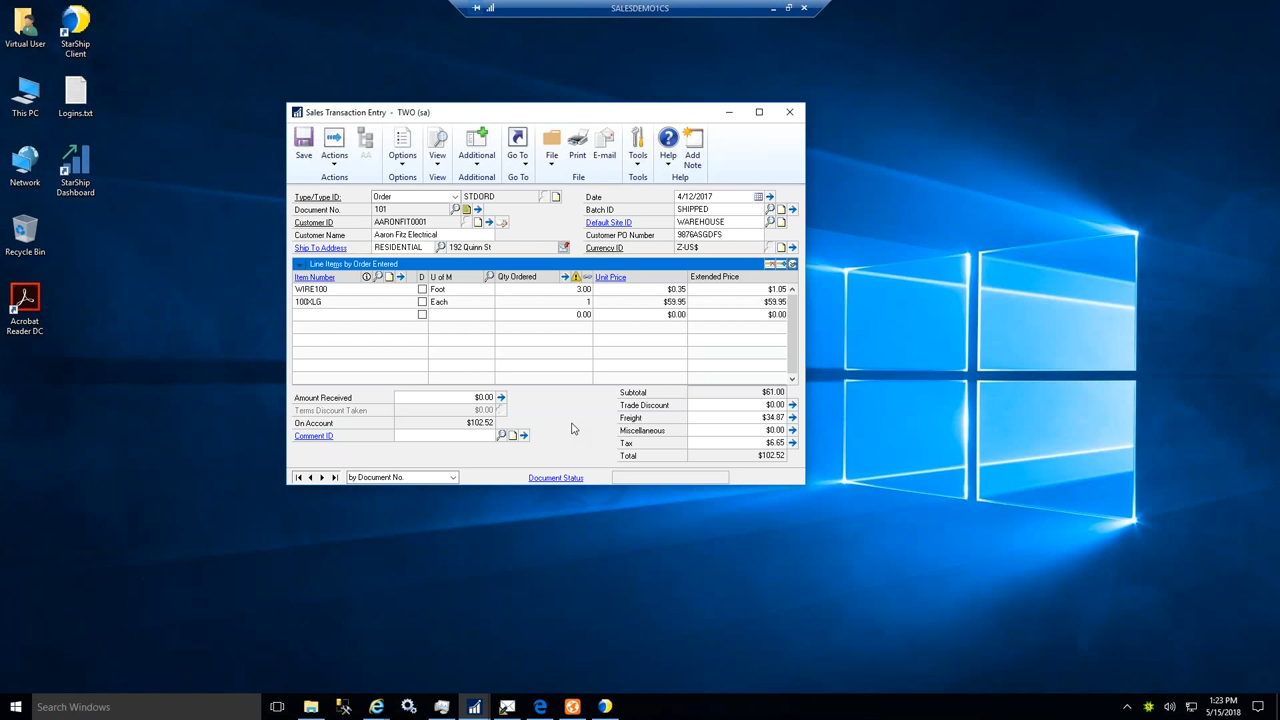 SALESDEMO1CS
Virtual User
StarShip Client
This PC
Logins.txt
Network
StarShip Dashboard
Recycle Bin
Acrobat Reader DC
Sales Transaction Entry - TWO (sa)
Save Actions AA Options View Additional Go To File Print E-mail Tools Help Add Note
Actions Options View Additional Go To File Tools Help
Type/Type ID: Order STDORD Date 4/12/2017
Document No. 101 Batch ID SHIPPED
Customer ID AARONFIT0001 Default Site ID WAREHOUSE
Customer Name Aaron Fitz Electrical Customer PO Number 9876ASGDFS
Ship To Address RESIDENTIAL 192 Quinn St Currency ID Z-US$
Line Items by Order Entered
Item Number D U of M Qty Ordered Unit Price Extended Price
WIRE100 Foot 3.00 $0.35 $1.05
100XLG Each 1 $59.95 $59.95
0.00 $0.00 $0.00
Subtotal $61.00
Amount Received $0.00 Trade Discount $0.00
Terms Discount Taken $0.00 Freight $34.87
On Account $102.52 Miscellaneous $0.00
Comment ID Tax $6.65
Total $102.52
by Document No. Document Status
Search Windows
1:23 PM
5/15/2018